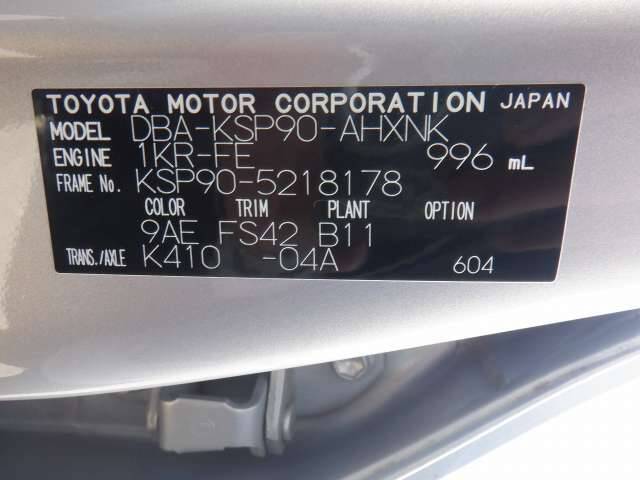 TOYOTA MOTOR CORPORATION JAPAN
MODEL DBA-KSP90-AHXNK
ENGINE 1KR-FE 996 mL
FRAME No. KSP90-5218178
COLOR TRIM PLANT OPTION
9AE FS42 B11
TRANS./AXLE K410 -04A 604